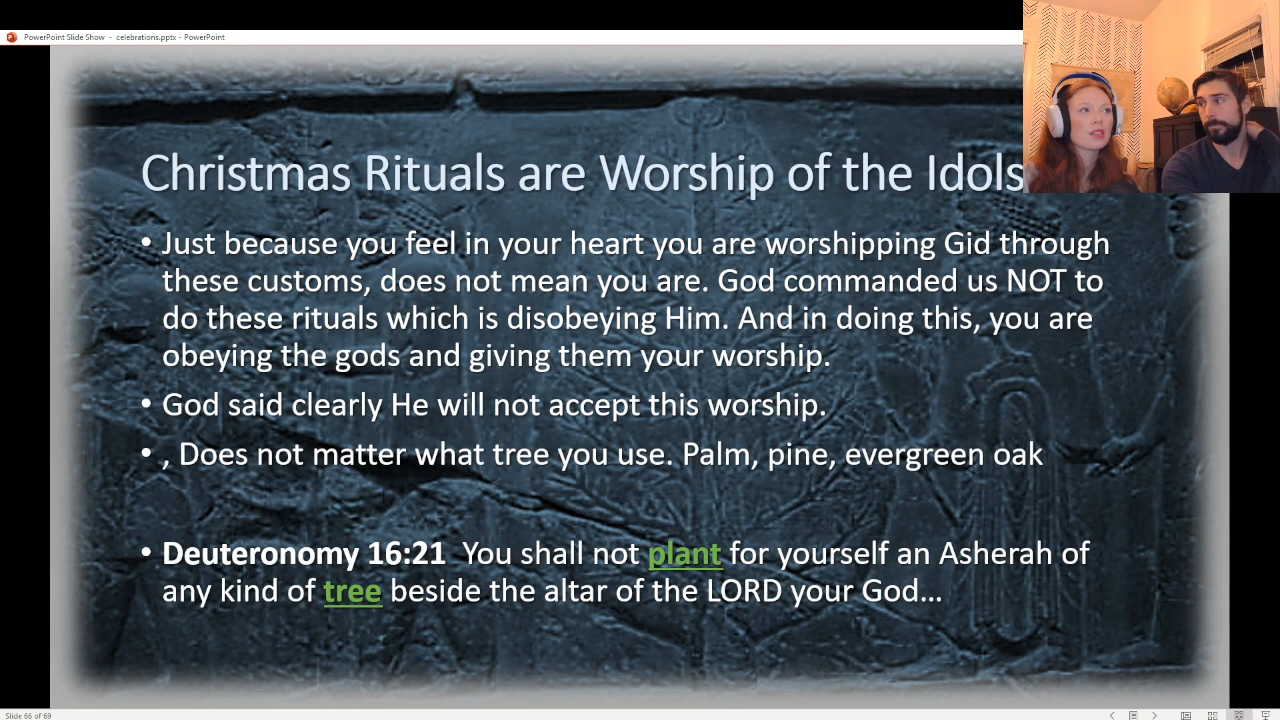 PowerPoint Slide Show - celebrations.pptx - PowerPoint
Christmas Rituals are Worship of the Idols
• Just because you feel in your heart you are worshipping Gid through
these customs, does not mean you are. God commanded us NOT to
do these rituals which is disobeying Him. And in doing this, you are
obeying the gods and giving them your worship.
• God said clearly He will not accept this worship.
• , Does not matter what tree you use. Palm, pine, evergreen oak
• Deuteronomy 16:21 You shall not plant for yourself an Asherah of
any kind of tree beside the altar of the LORD your God…
Slide 66 of 69